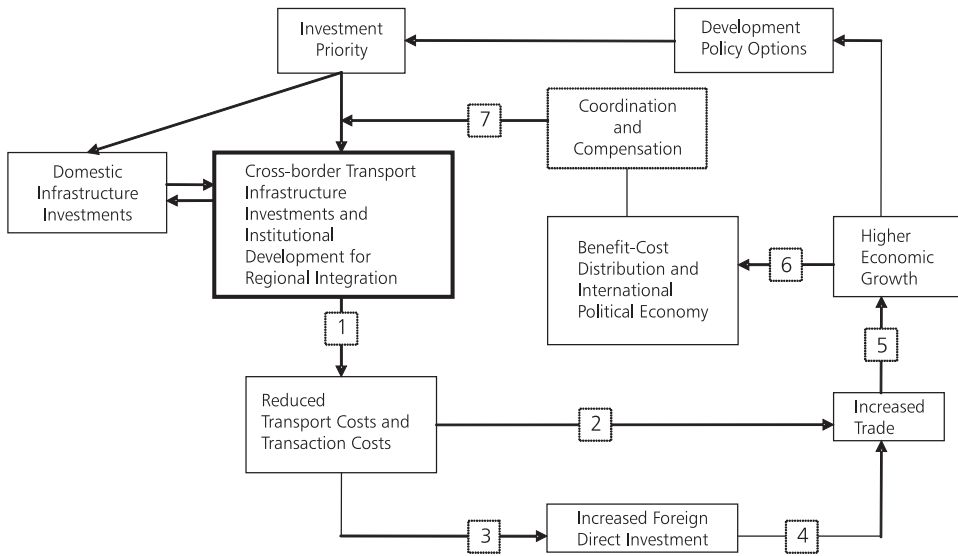 Investment
Priority
Development
Policy Options
7
Coordination
and
Compensation
Domestic
Infrastructure
Investments
Cross-border Transport
Infrastructure
Investments and
Institutional
Development for
Regional Integration
Benefit-Cost
Distribution and
International
Political Economy
6
Higher
Economic
Growth
1
5
Reduced
Transport Costs and
Transaction Costs
2
Increased
Trade
3
Increased Foreign
Direct Investment
4